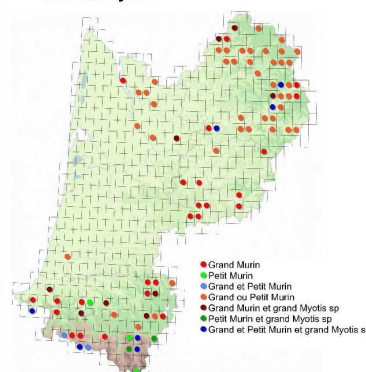 Grand Murin
Petit Murin
Grand et Petit Murin
Grand ou Petit Murin
Grand Murin et grand Myotis sp
Petit Murin et grand Myotis sp
Grand et Petit Murin et grand Myotis s